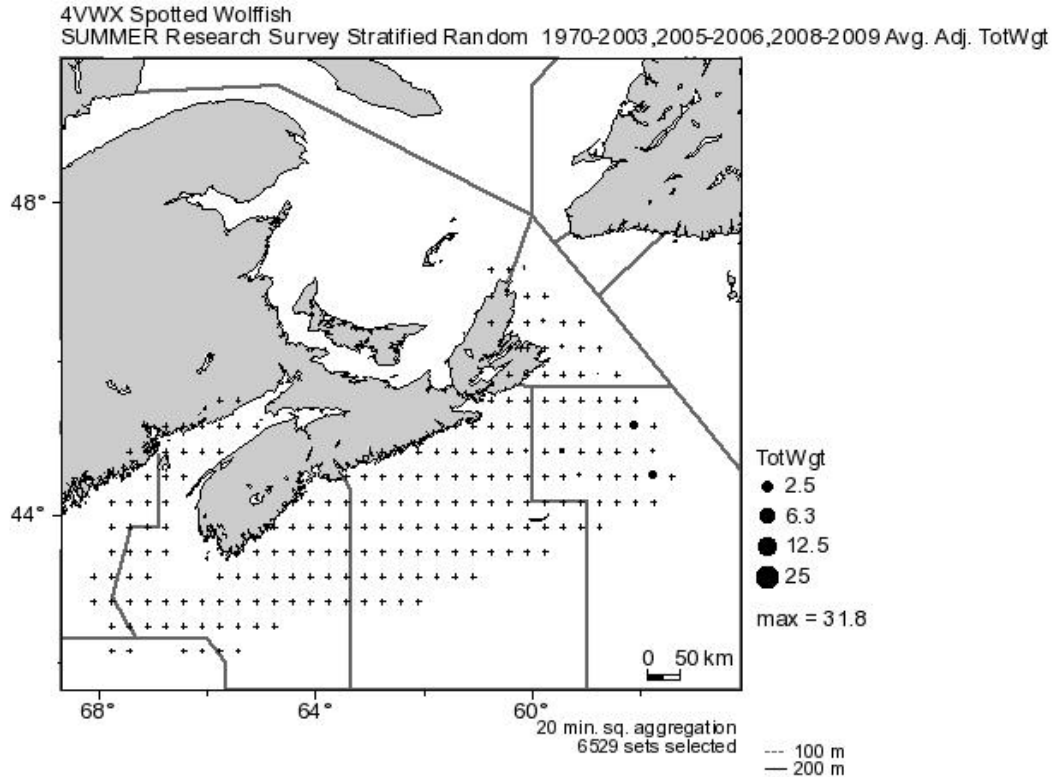 4VWX Spotted Wolffish
SUMMER Research Survey Stratified Random 1970-2003,2005-2006,2008-2009 Avg. Adj. TotWgt
48°
44°
TotWgt
2.5
6.3
12.5
25
max = 31.8
0 50 km
68° 64° 60°
20 min. sq. aggregation
6529 sets selected
100 m
200 m